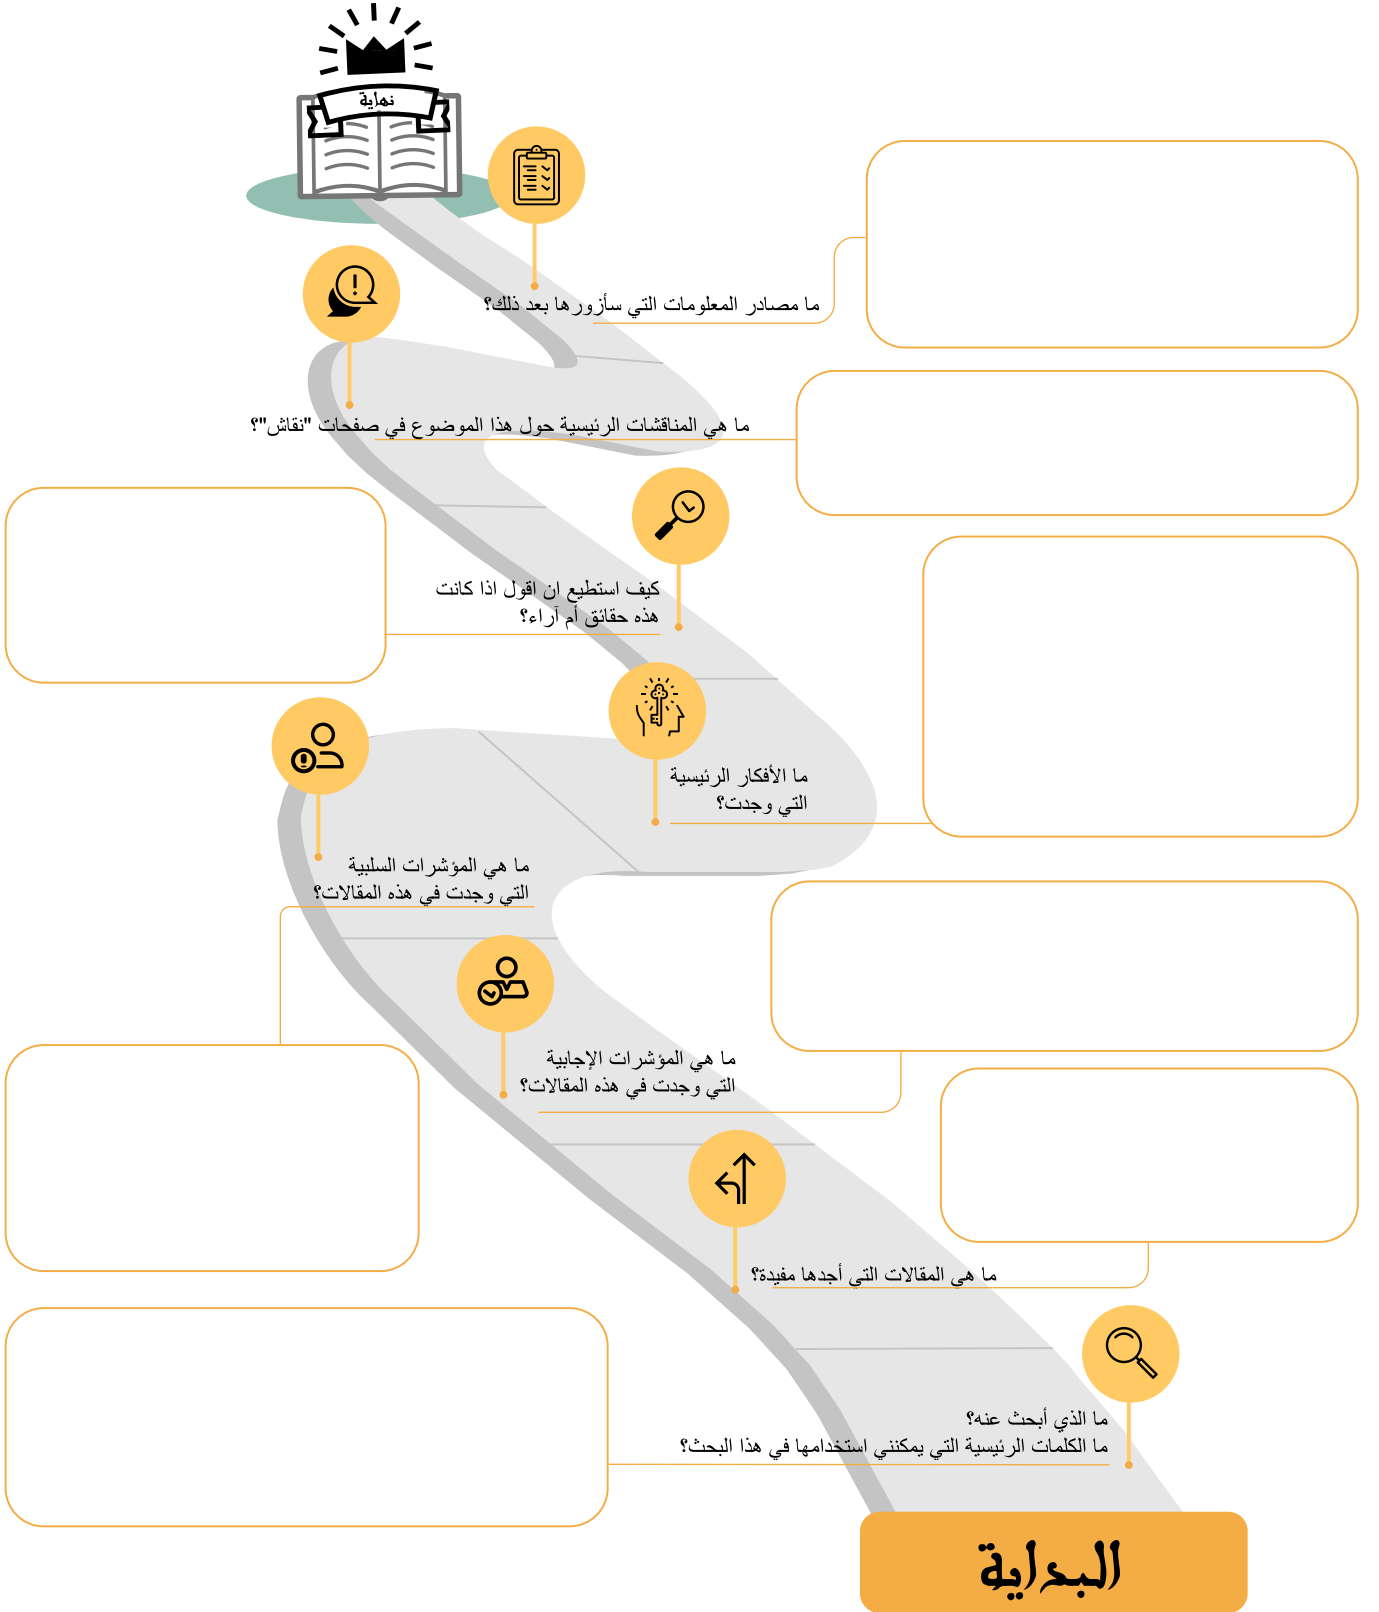 نهاية
ما مصادر المعلومات التي سأزورها بعد ذلك؟
ما هي المناقشات الرئيسية حول هذا الموضوع في صفحات "نقاش"؟
كيف استطيع ان اقول اذا كانت
هذه حقائق أم آراء؟
ما الأفكار الرئيسية
التي وجدت؟
ما هي المؤشرات السلبية
التي وجدت في هذه المقالات؟
ما هي المؤشرات الإجابية
التي وجدت في هذه المقالات؟
ما هي المقالات التي أجدها مفيدة؟
ما الذي أبحث عنه؟
ما الكلمات الرئيسية التي يمكنني استخدامها في هذا البحث؟
البداية